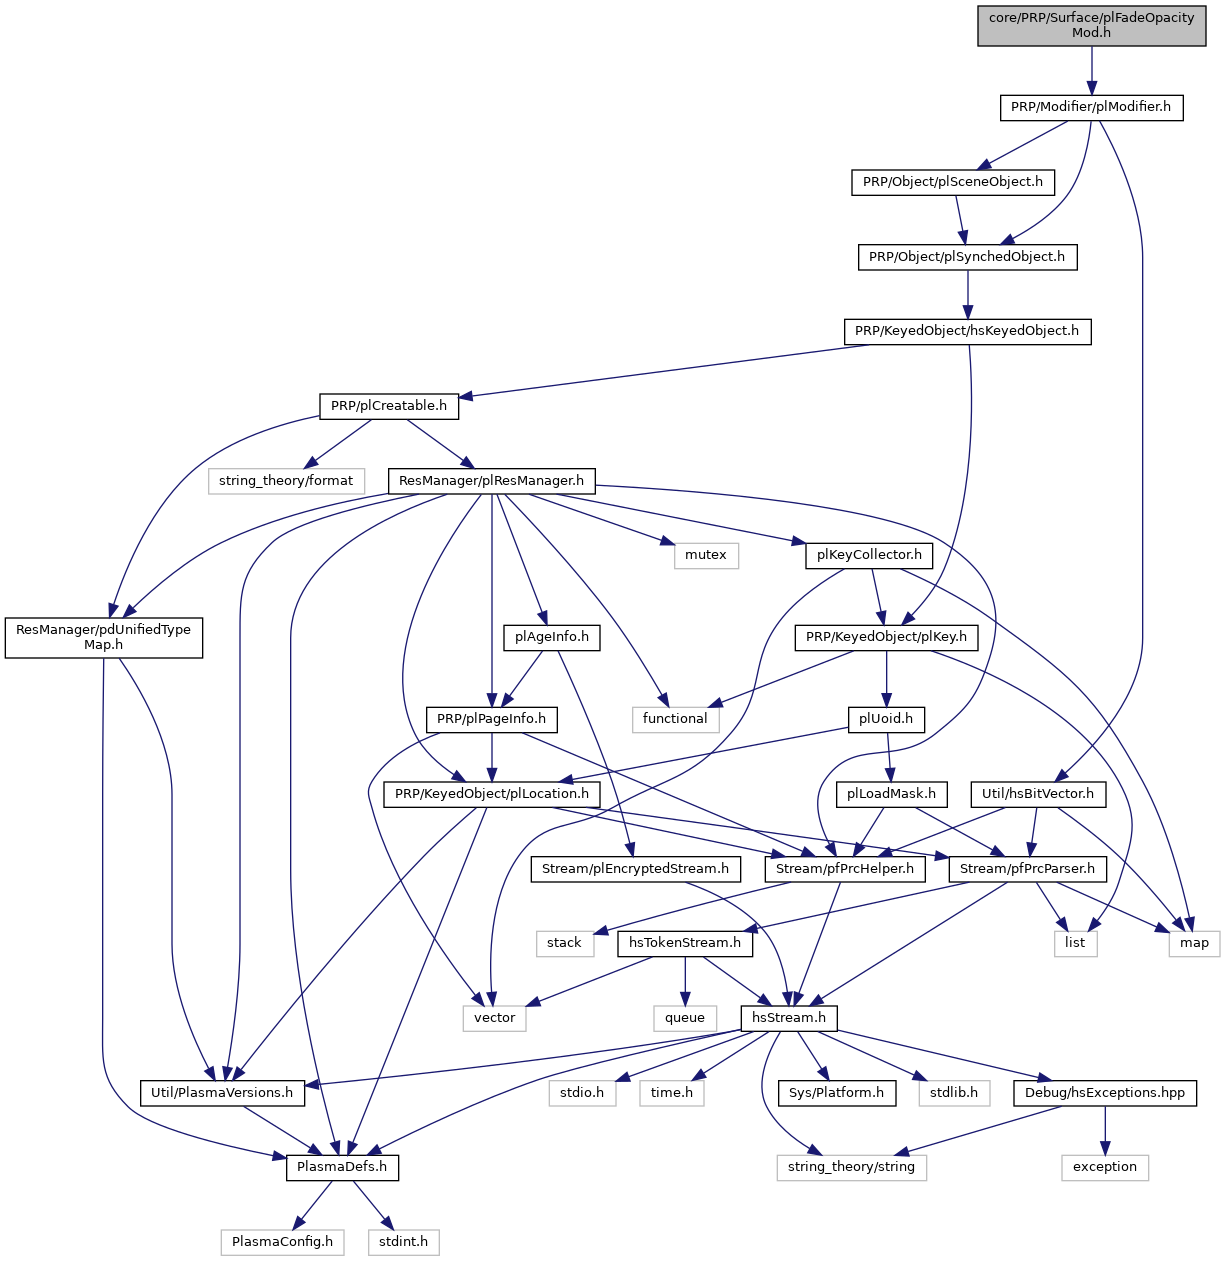 core/PRP/Surface/plFadeOpacity
Mod.h
PRP/Modifier/plModifier.h
PRP/Object/plSceneObject.h
PRP/Object/plSynchedObject.h
PRP/KeyedObject/hsKeyedObject.h
PRP/plCreatable.h
string_theory/format
ResManager/plResManager.h
mutex
plKeyCollector.h
ResManager/pdUnifiedType
Map.h
plAgeInfo.h
PRP/KeyedObject/plKey.h
PRP/plPageInfo.h
functional
plUoid.h
PRP/KeyedObject/plLocation.h
plLoadMask.h
Util/hsBitVector.h
Stream/plEncryptedStream.h
Stream/pfPrcHelper.h
Stream/pfPrcParser.h
stack
hsTokenStream.h
list
map
vector
queue
hsStream.h
Util/PlasmaVersions.h
stdio.h
time.h
Sys/Platform.h
stdlib.h
Debug/hsExceptions.hpp
PlasmaDefs.h
string_theory/string
exception
PlasmaConfig.h
stdint.h